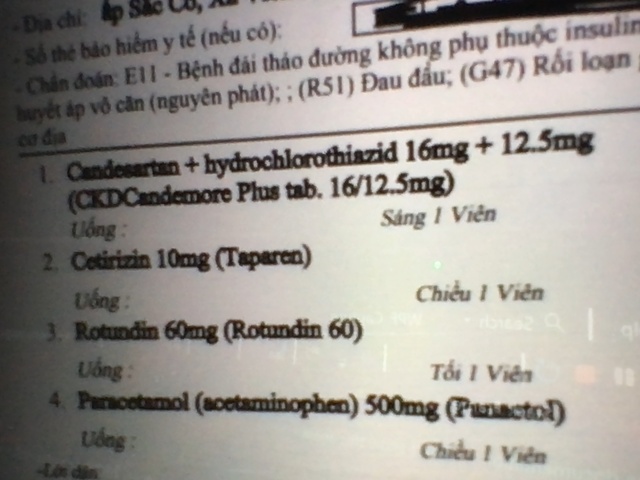 - Địa chỉ: ấp Sắc Cò, Xã
- Số thẻ bảo hiểm y tế (nếu có):
- Chẩn đoán: E11 - Bệnh đái tháo đường không phụ thuộc insulin
huyết áp vô căn (nguyên phát); ; (R51) Đau đầu; (G47) Rối loạn
cơ địa
1. Candesartan + hydrochlorothiazid 16mg + 12.5mg
(CKDCandemore Plus tab. 16/12.5mg)
Uống : Sáng 1 Viên
2. Cetirizin 10mg (Taparen)
Uống : Chiều 1 Viên
3. Rotundin 60mg (Rotundin 60)
Uống : Tối 1 Viên
4. Paracetamol (acetaminophen) 500mg (Panactol)
Uống : Chiều 1 Viên
-Lời dặn: